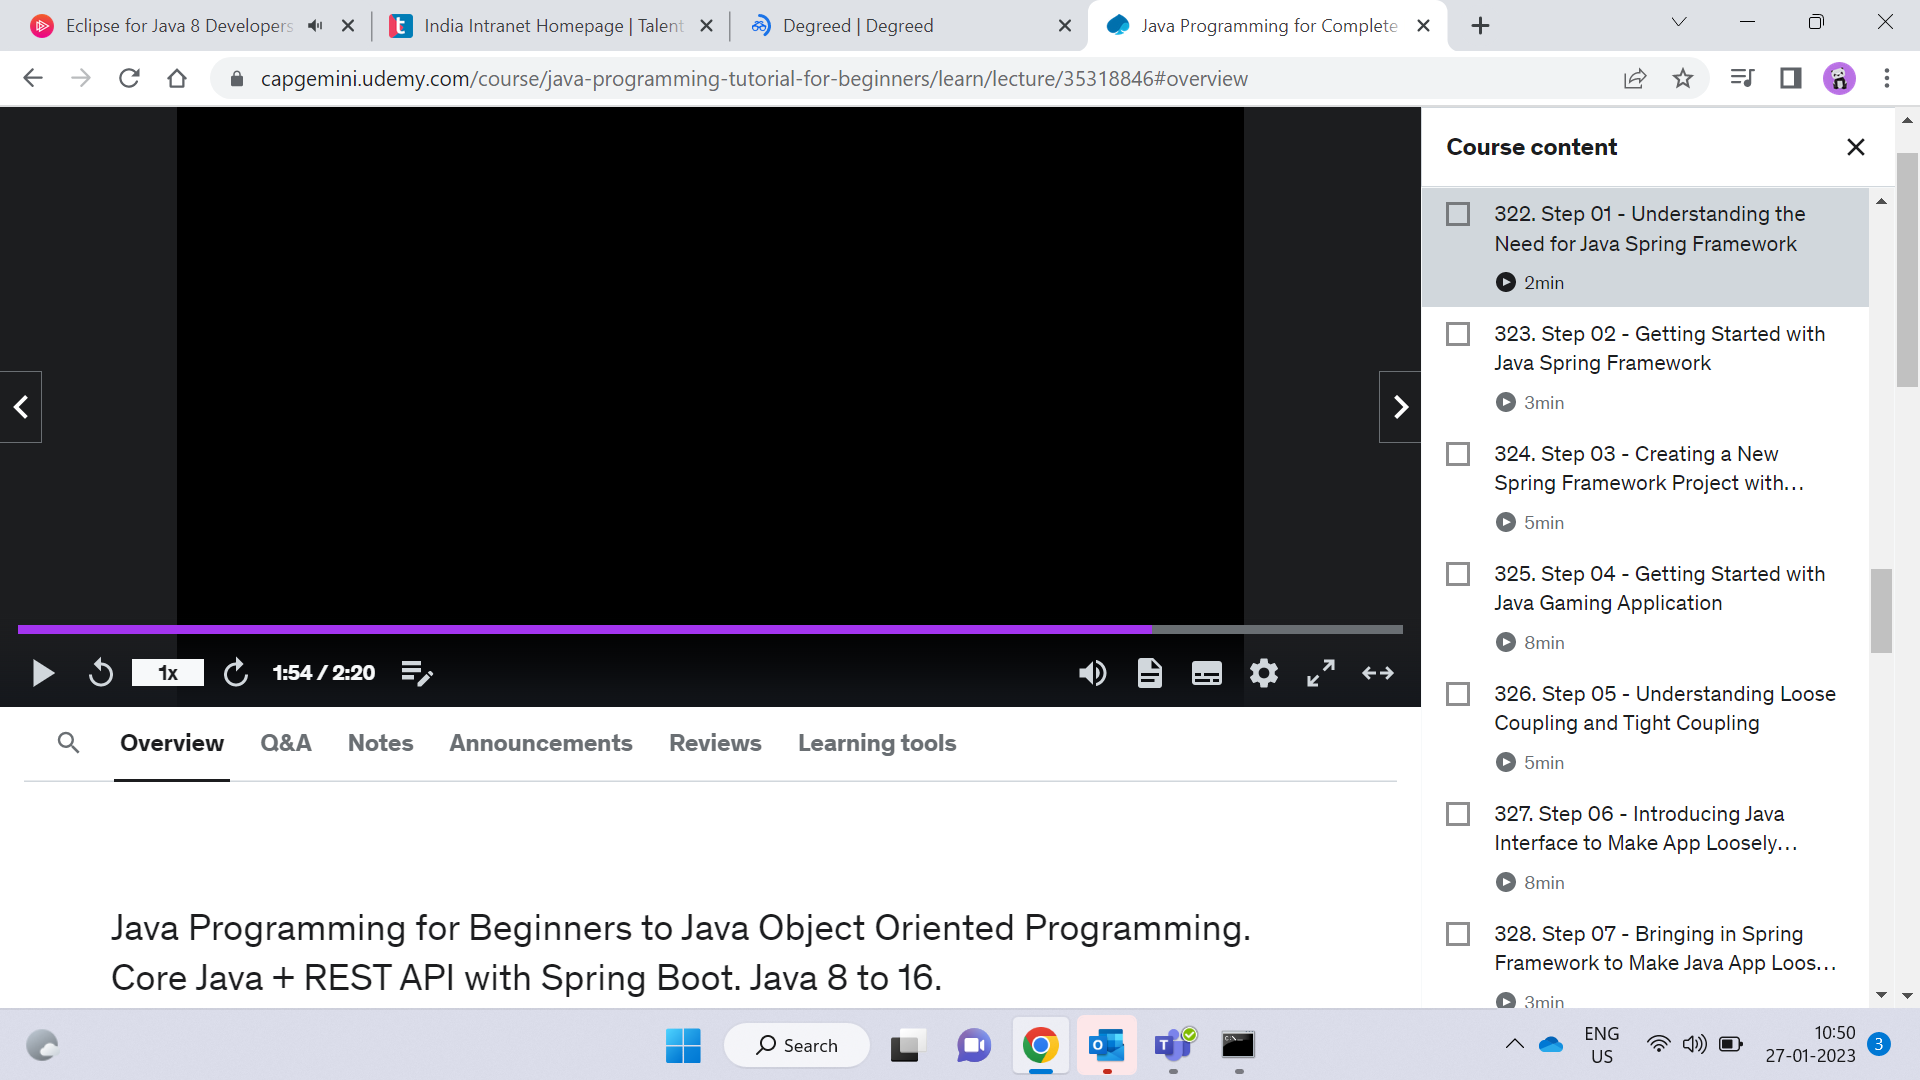 Eclipse for Java 8 Developers
India Intranet Homepage | Talent
Degreed | Degreed
Java Programming for Complete
capgemini.udemy.com/course/java-programming-tutorial-for-beginners/learn/lecture/35318846#overview
1x
1:54 / 2:20
Overview
Q&A
Notes
Announcements
Reviews
Learning tools
Java Programming for Beginners to Java Object Oriented Programming.
Core Java + REST API with Spring Boot. Java 8 to 16.
Course content
322. Step 01 - Understanding the
Need for Java Spring Framework
2min
323. Step 02 - Getting Started with
Java Spring Framework
3min
324. Step 03 - Creating a New
Spring Framework Project with...
5min
325. Step 04 - Getting Started with
Java Gaming Application
8min
326. Step 05 - Understanding Loose
Coupling and Tight Coupling
5min
327. Step 06 - Introducing Java
Interface to Make App Loosely...
8min
328. Step 07 - Bringing in Spring
Framework to Make Java App Loos...
3min
Search
ENG
US
10:50
27-01-2023
3